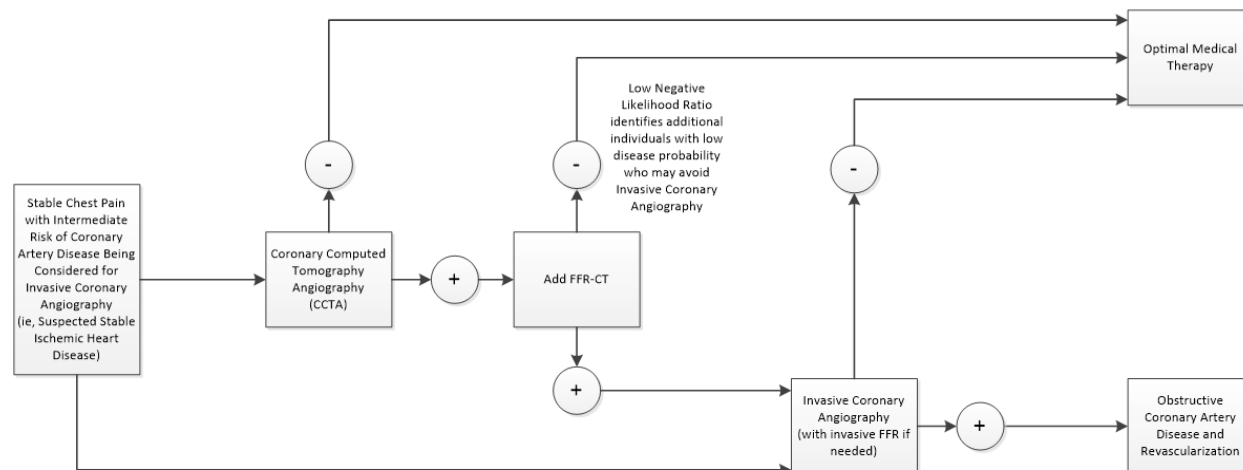 Stable Chest Pain
with Intermediate
Risk of Coronary
Artery Disease Being
Considered for
Invasive Coronary
Angiography
(ie, Suspected Stable
Ischemic Heart
Disease)
-
Coronary Computed
Tomography
Angiography
(CCTA)
+
Add FFR-CT
-
Low Negative
Likelihood Ratio
identifies additional
individuals with low
disease probability
who may avoid
Invasive Coronary
Angiography
+
-
Invasive Coronary
Angiography
(with invasive FFR if
needed)
+
Optimal Medical
Therapy
Obstructive
Coronary Artery
Disease and
Revascularization